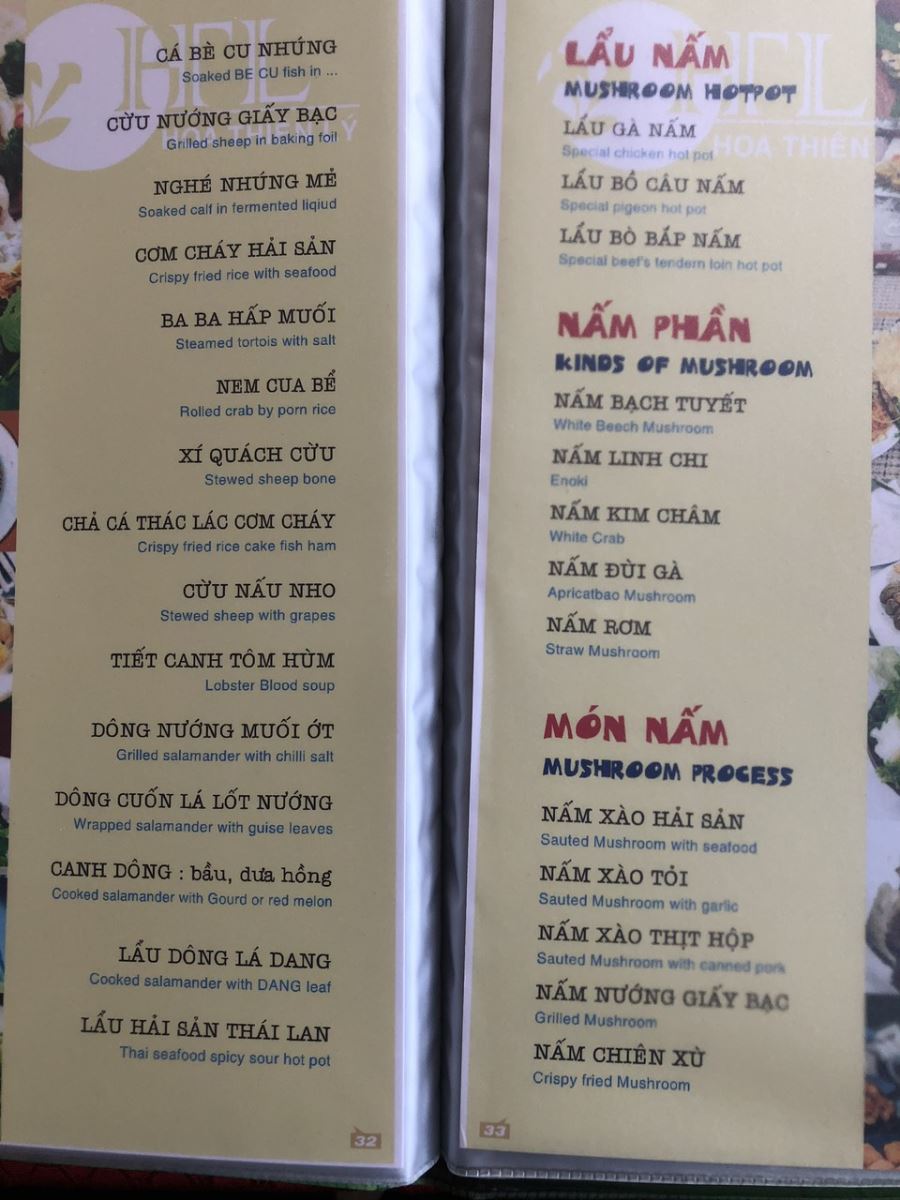 HTL
HOA THIÊN LÝ
CÁ BÈ CU NHÚNG
Soaked BE CU fish in ...
CỪU NƯỚNG GIẤY BẠC
Grilled sheep in baking foil
NGHÉ NHÚNG MẺ
Soaked calf in fermented liqiud
CƠM CHÁY HẢI SẢN
Crispy fried rice with seafood
BA BA HẤP MUỐI
Steamed tortois with salt
NEM CUA BỂ
Rolled crab by porn rice
XÍ QUÁCH CỪU
Stewed sheep bone
CHẢ CÁ THÁC LÁC CƠM CHÁY
Crispy fried rice cake fish ham
CỪU NẤU NHO
Stewed sheep with grapes
TIẾT CANH TÔM HÙM
Lobster Blood soup
DÔNG NƯỚNG MUỐI ỚT
Grilled salamander with chilli salt
DÔNG CUỐN LÁ LỐT NƯỚNG
Wrapped salamander with guise leaves
CANH DÔNG : bầu, dưa hồng
Cooked salamander with Gourd or red melon
LẨU DÔNG LÁ DANG
Cooked salamander with DANG leaf
LẨU HẢI SẢN THÁI LAN
Thai seafood spicy sour hot pot
32
LẨU NẤM
MUSHROOM HOTPOT
HOA THIÊN
LẨU GÀ NẤM
Special chicken hot pot
LẨU BỒ CÂU NẤM
Special pigeon hot pot
LẨU BÒ BẮP NẤM
Special beef's tendern loin hot pot
NẤM PHẦN
KINDS OF MUSHROOM
NẤM BẠCH TUYẾT
White Beech Mushroom
NẤM LINH CHI
Enoki
NẤM KIM CHÂM
White Crab
NẤM ĐÙI GÀ
Apricatbao Mushroom
NẤM RƠM
Straw Mushroom
MÓN NẤM
MUSHROOM PROCESS
NẤM XÀO HẢI SẢN
Sauted Mushroom with seafood
NẤM XÀO TỎI
Sauted Mushroom with garlic
NẤM XÀO THỊT HỘP
Sauted Mushroom with canned pork
NẤM NƯỚNG GIẤY BẠC
Grilled Mushroom
NẤM CHIÊN XÙ
Crispy fried Mushroom
33